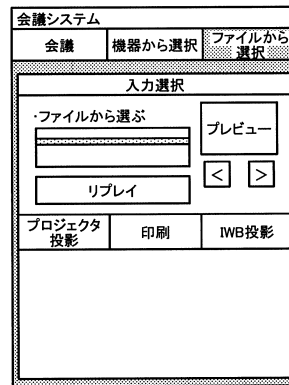 会議システム
会議
機器から選択
ファイルから
選択
入力選択
・ファイルから選ぶ
プレビュー
リプレイ
<
>
プロジェクタ
投影
印刷
IWB投影